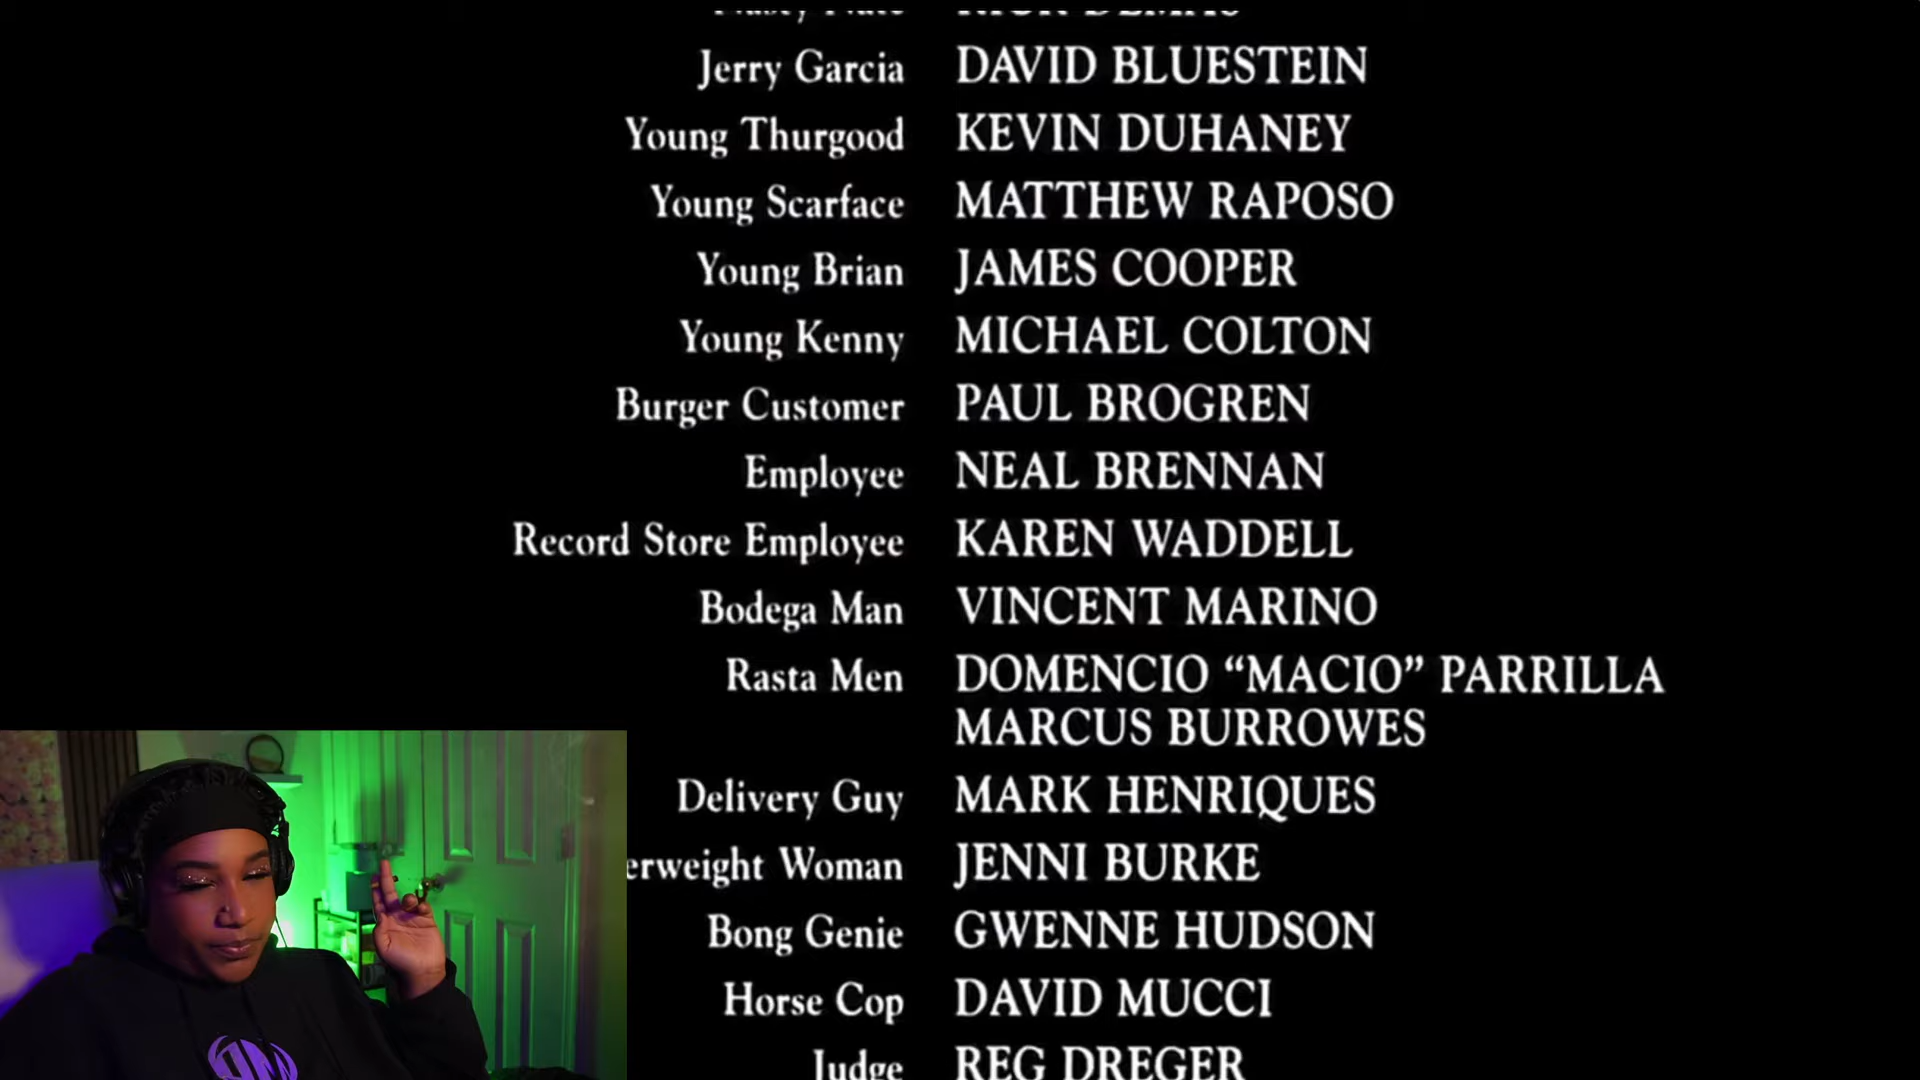 Jerry Garcia DAVID BLUESTEIN
Young Thurgood KEVIN DUHANEY
Young Scarface MATTHEW RAPOSO
Young Brian JAMES COOPER
Young Kenny MICHAEL COLTON
Burger Customer PAUL BROGREN
Employee NEAL BRENNAN
Record Store Employee KAREN WADDELL
Bodega Man VINCENT MARINO
Rasta Men DOMENCIO “MACIO” PARRILLA
MARCUS BURROWES
Delivery Guy MARK HENRIQUES
erweight Woman JENNI BURKE
Bong Genie GWENNE HUDSON
Horse Cop DAVID MUCCI
Judge REG DREGER